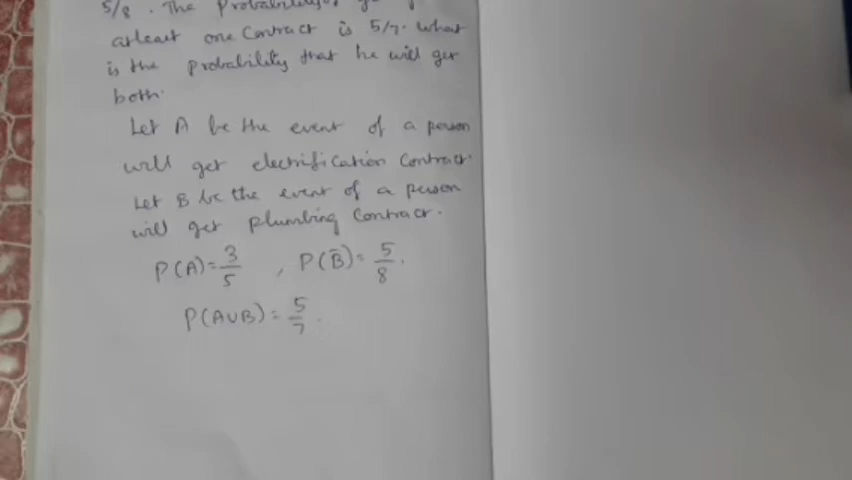 5/8. The Probability
atleast one Contract is 5/7. What
is the probability that he will get
both.
Let A be the event of a person
will get electrification Contract.
Let B be the event of a person
will get plumbing Contract.
P(A) = 3/5 , P(B̄) = 5/8.
P(A∪B) = 5/7.